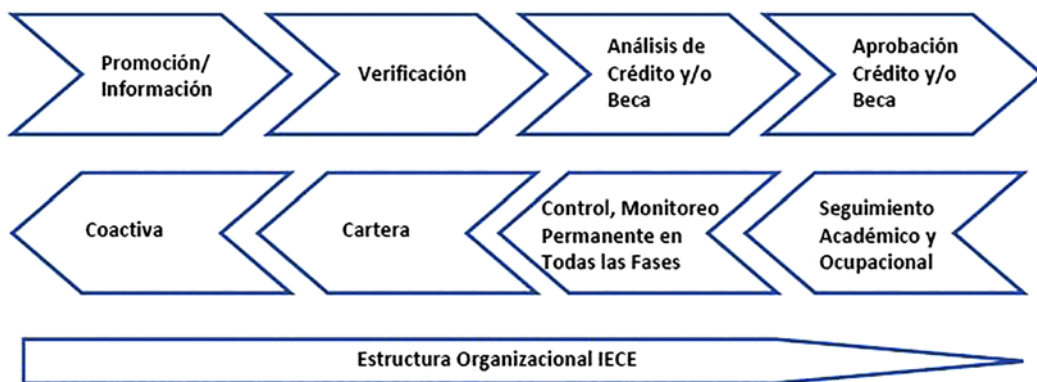 Promoción/
Información
Verificación
Análisis de
Crédito y/o
Beca
Aprobación
Crédito y/o
Beca
Coactiva
Cartera
Control, Monitoreo
Permanente en
Todas las Fases
Seguimiento
Académico y
Ocupacional
Estructura Organizacional IECE